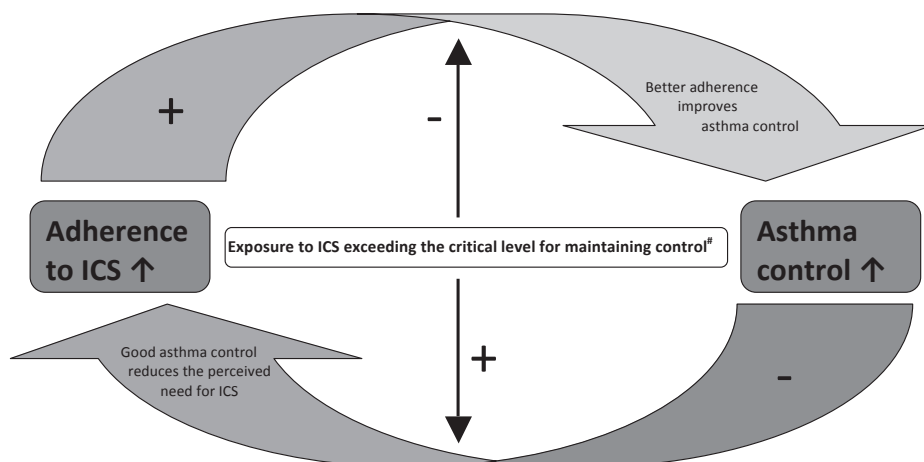 +
-
Better adherence
improves
asthma control
Adherence
to ICS ↑
Exposure to ICS exceeding the critical level for maintaining control#
Asthma
control ↑
Good asthma control
reduces the perceived
need for ICS
+
-